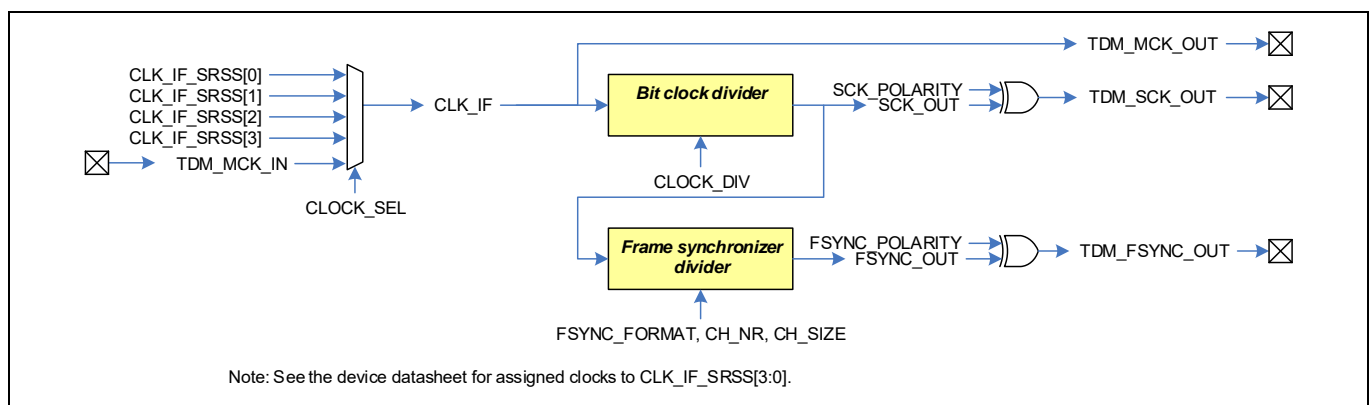 TDM_MCK_OUT
CLK_IF_SRSS[0]
CLK_IF_SRSS[1]
CLK_IF_SRSS[2]
CLK_IF_SRSS[3]
TDM_MCK_IN
CLOCK_SEL
CLK_IF
Bit clock divider
CLOCK_DIV
SCK_POLARITY
SCK_OUT
TDM_SCK_OUT
Frame synchronizer
divider
FSYNC_POLARITY
FSYNC_OUT
TDM_FSYNC_OUT
FSYNC_FORMAT, CH_NR, CH_SIZE
Note: See the device datasheet for assigned clocks to CLK_IF_SRSS[3:0].